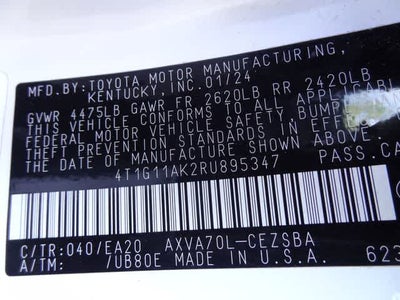 MFD.BY:TOYOTA MOTOR MANUFACTURING,
KENTUCKY,INC.01/24
GVWR 4475LB GAWR FR 2620LB RR 2420LB
THIS VEHICLE CONFORMS TO ALL APPLICABL
FEDERAL MOTOR VEHICLE SAFETY, BUMPER,
THEFT PREVENTION STANDARDS IN EFFECT
THE DATE OF MANUFACTURE SHOWN ABOVE
4T1G11AK2RU895347 PASS.CA
C/TR:040/EA20 AXVA70L-CEZSBA
A/TM: /UB80E MADE IN U.S.A. 623